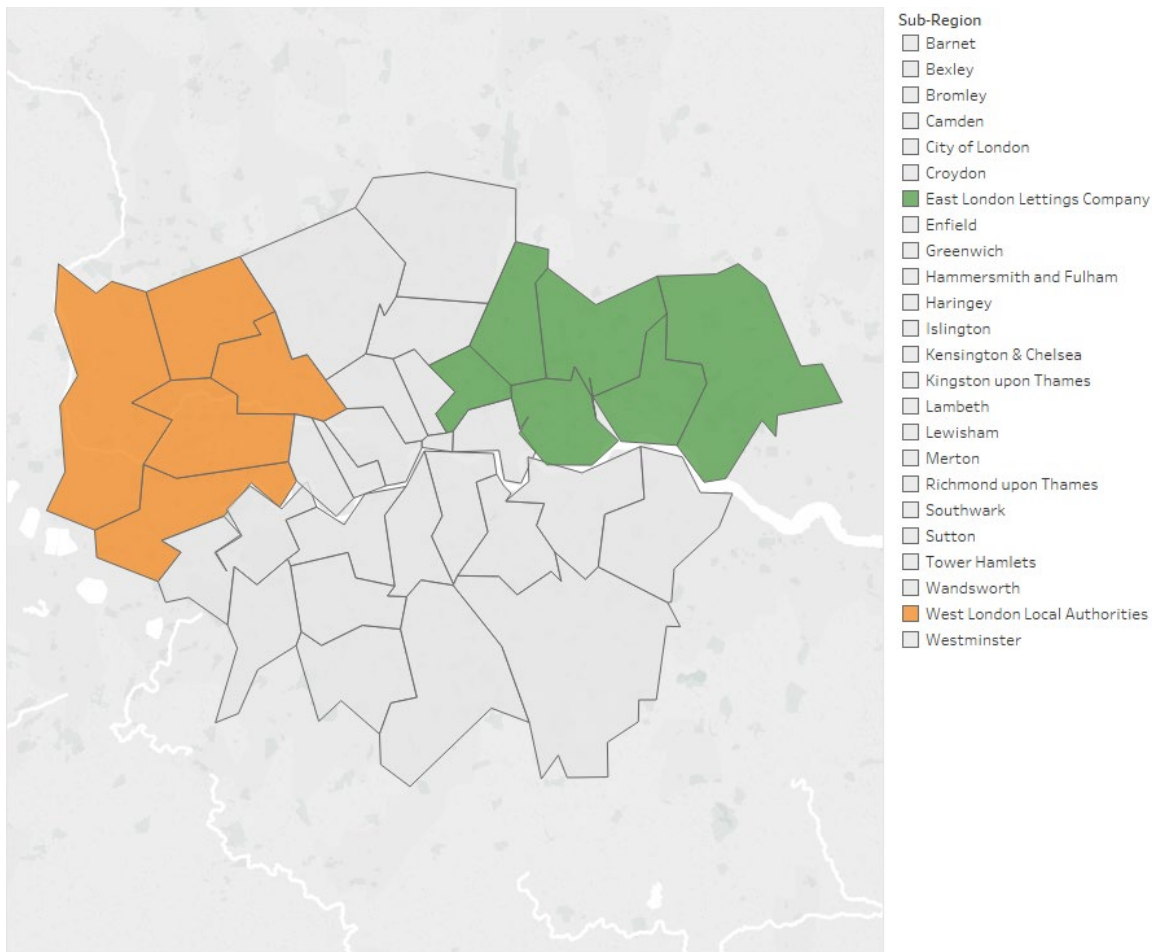 Sub-Region
Barnet
Bexley
Bromley
Camden
City of London
Croydon
East London Lettings Company
Enfield
Greenwich
Hammersmith and Fulham
Haringey
Islington
Kensington & Chelsea
Kingston upon Thames
Lambeth
Lewisham
Merton
Richmond upon Thames
Southwark
Sutton
Tower Hamlets
Wandsworth
West London Local Authorities
Westminster